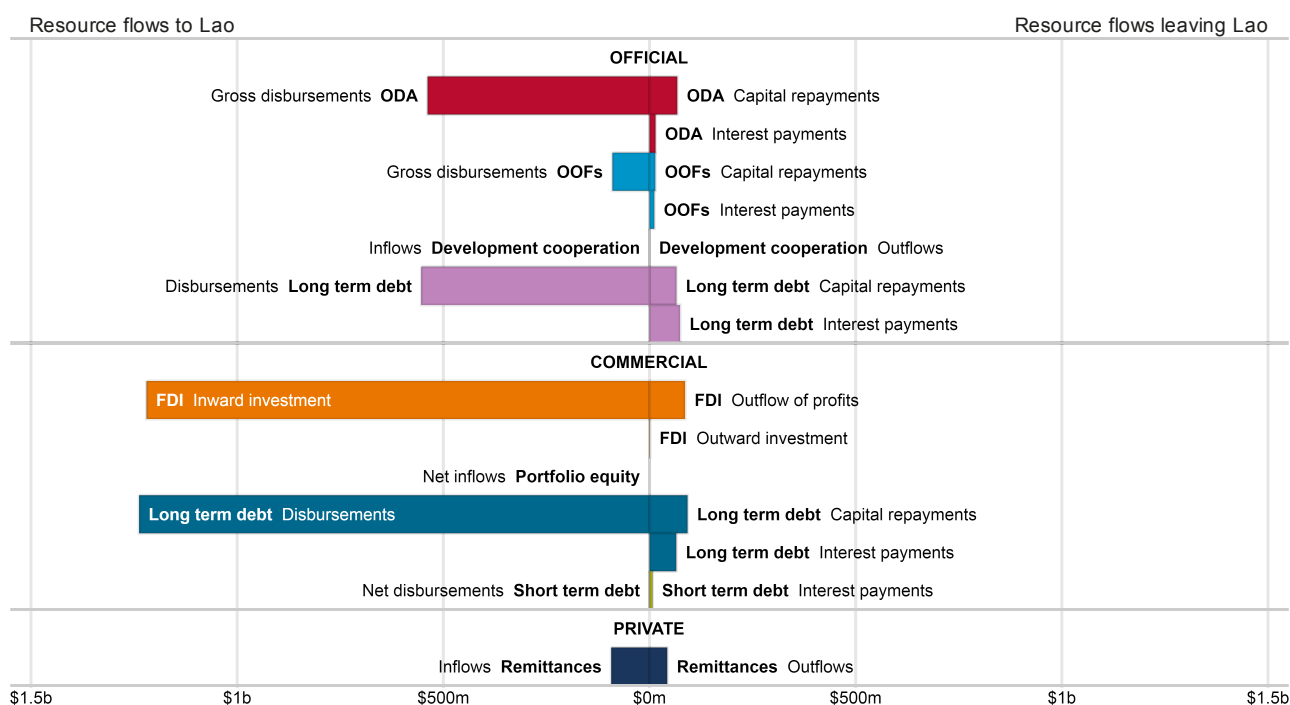 Resource flows to Lao Resource flows leaving Lao
OFFICIAL
Gross disbursements ODA ODA Capital repayments
ODA Interest payments
Gross disbursements OOFs OOFs Capital repayments
OOFs Interest payments
Inflows Development cooperation Development cooperation Outflows
Disbursements Long term debt Long term debt Capital repayments
Long term debt Interest payments
COMMERCIAL
FDI Inward investment FDI Outflow of profits
FDI Outward investment
Net inflows Portfolio equity
Long term debt Disbursements Long term debt Capital repayments
Long term debt Interest payments
Net disbursements Short term debt Short term debt Interest payments
PRIVATE
Inflows Remittances Remittances Outflows
$1.5b $1b $500m $0m $500m $1b $1.5b